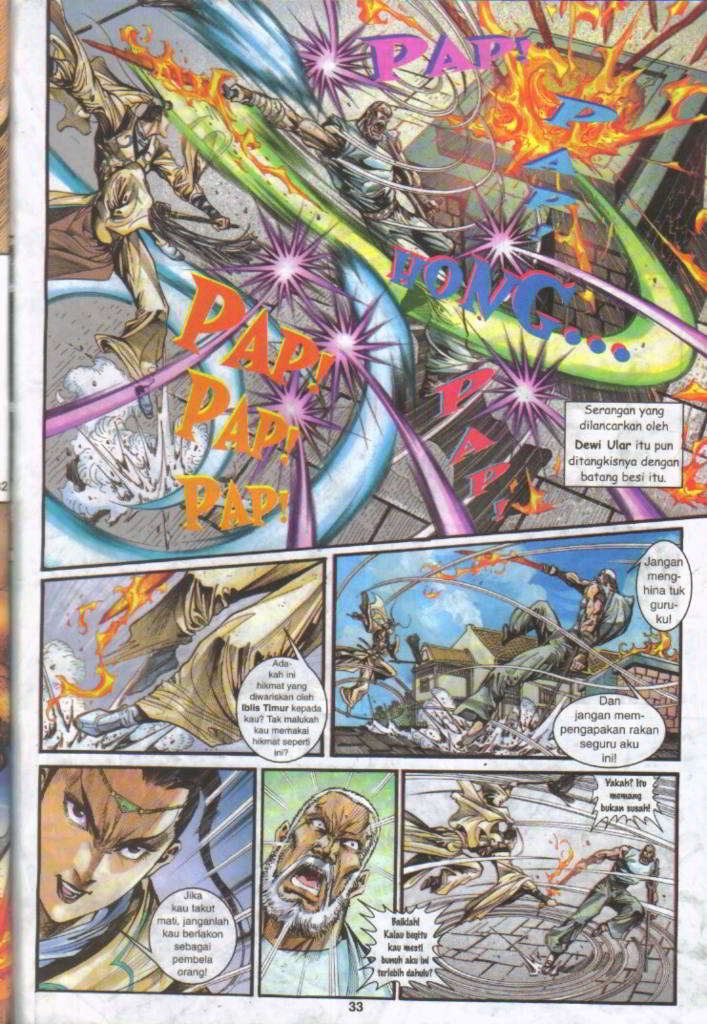 PAP!
PAP!
HONG...
PAP!
PAP!
PAP!
PAP!
Serangan yang
dilancarkan oleh
Dewi Ular itu pun
ditangkisnya dengan
batang besi itu.
Ada-
kah ini
hikmat yang
diwariskan oleh
Iblis Timur kepada
kau? Tak malukah
kau memakai
hikmat seperti
ini?
Jangan
meng-
hina tuk
guru-
ku!
Dan
jangan mem-
pengapakan rakan
seguru aku
ini!
Jika
kau takut
mati, janganlah
kau berlakon
sebagai
pembela
orang!
Baiklah!
Kalau begitu
kau mesti
bunuh aku ini
terlebih dahulu?
Yakah? Itu
memang
bukan susah!
33